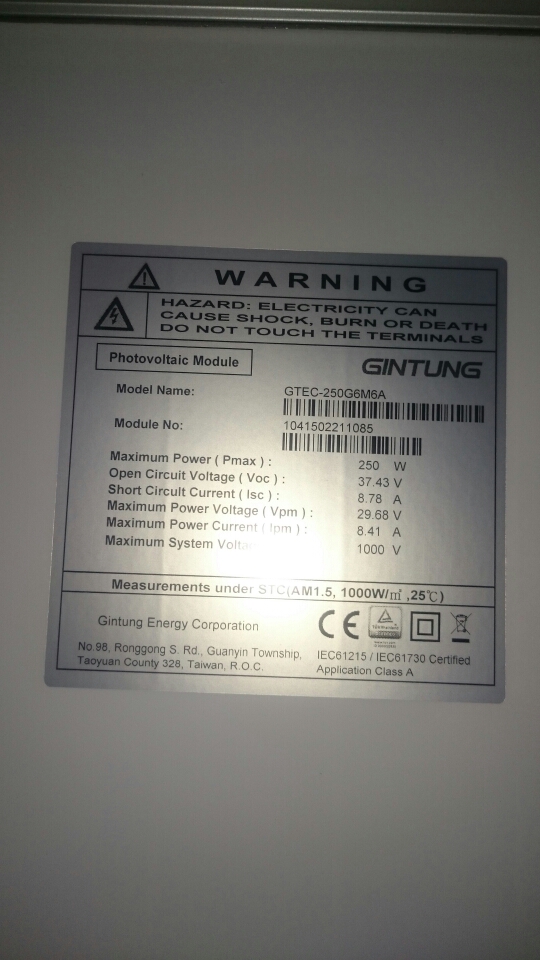 WARNING
HAZARD: ELECTRICITY CAN
CAUSE SHOCK, BURN OR DEATH
DO NOT TOUCH THE TERMINALS
Photovoltaic Module
GINTUNG
Model Name: GTEC-250G6M6A
Module No: 1041502211085
Maximum Power ( Pmax ) : 250 W
Open Circuit Voltage ( Voc ) : 37.43 V
Short Circuit Current ( Isc ) : 8.78 A
Maximum Power Voltage ( Vpm ) : 29.68 V
Maximum Power Current ( Ipm ) : 8.41 A
Maximum System 1000 V
Measurements under STC(AM1.5, 1000W/㎡ ,25℃)
Gintung Energy Corporation
CE
No.98, Ronggong S. Rd., Guanyin Township,
Taoyuan County 328, Taiwan, R.O.C.
IEC61215 / IEC61730 Certified
Application Class A